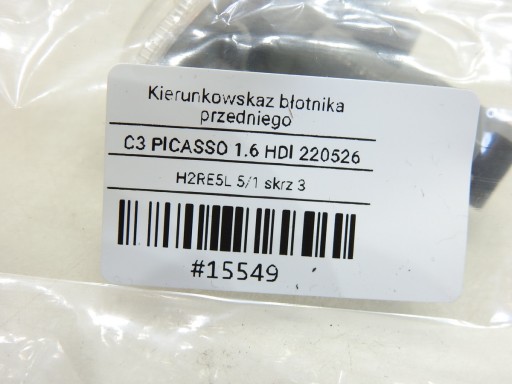 Kierunkowskaz błotnika
przedniego
C3 PICASSO 1.6 HDI 220526
H2RE5L 5/1 skrz 3
#15549